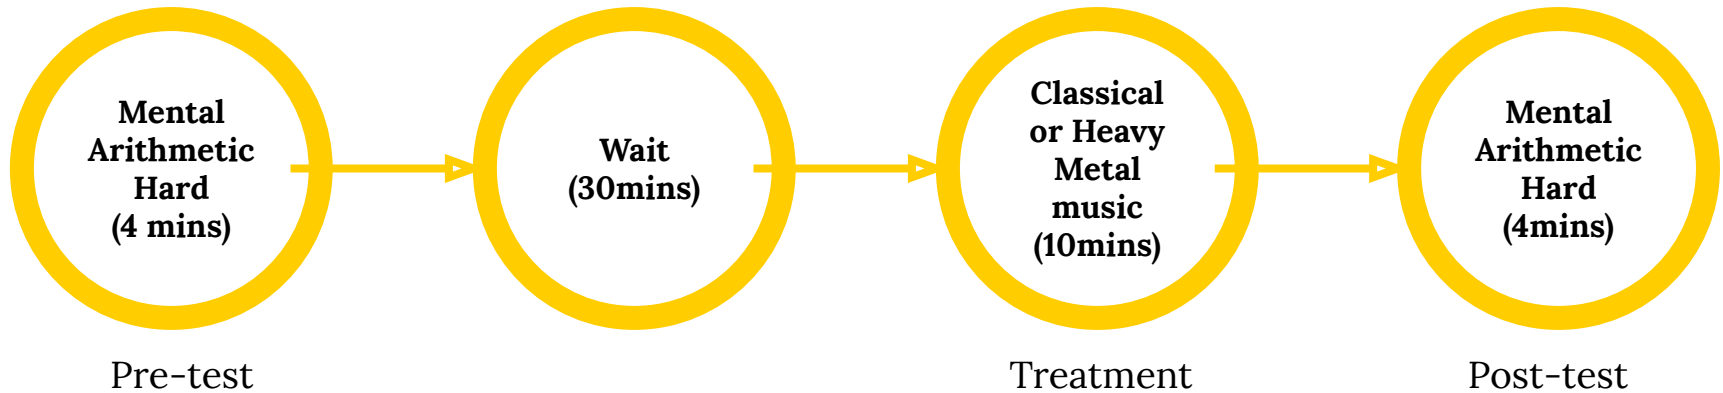 Mental
Arithmetic
Hard
(4 mins)
Wait
(30mins)
Classical
or Heavy
Metal
music
(10mins)
Mental
Arithmetic
Hard
(4mins)
Pre-test
Treatment
Post-test